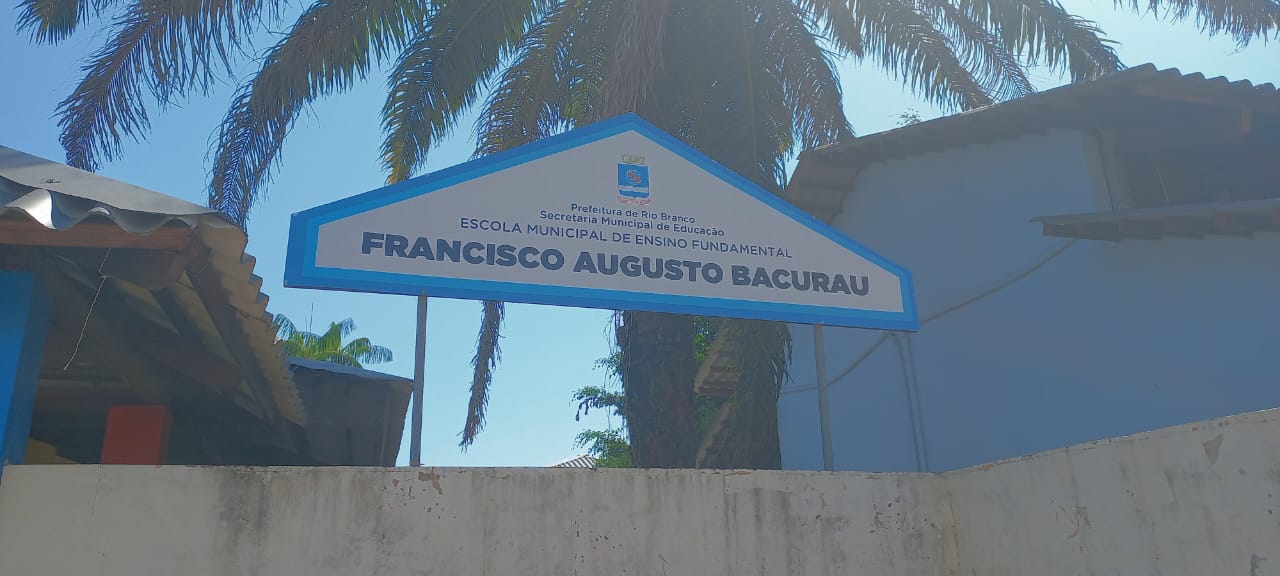 Prefeitura de Rio Branco
Secretaria Municipal de Educação
ESCOLA MUNICIPAL DE ENSINO FUNDAMENTAL
FRANCISCO AUGUSTO BACURAU